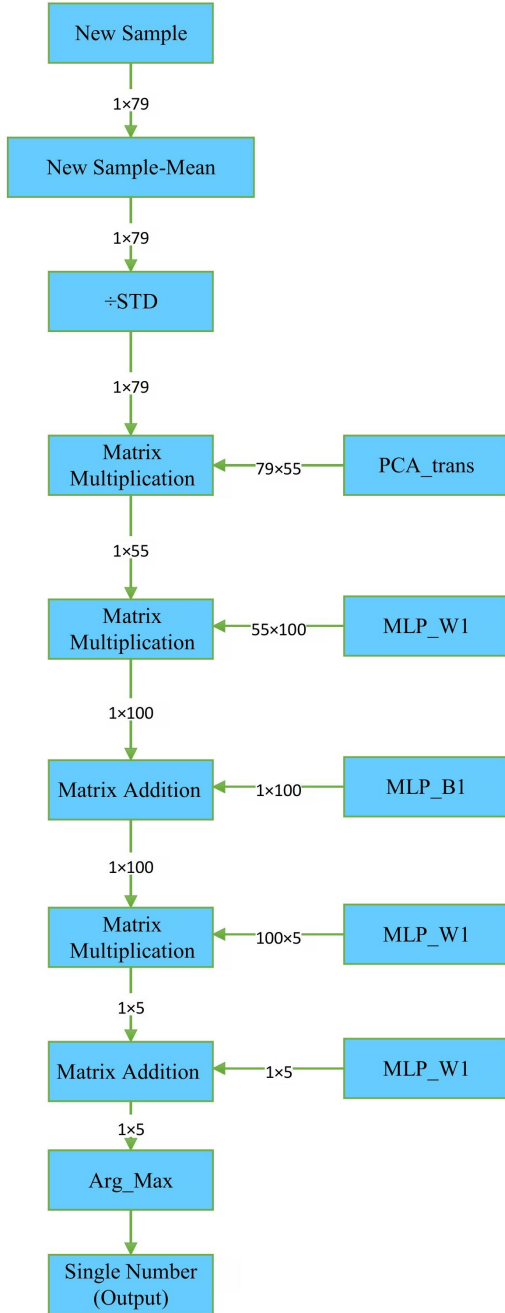 New Sample
1×79
New Sample-Mean
1×79
÷STD
1×79
Matrix
Multiplication
79×55
PCA_trans
1×55
Matrix
Multiplication
55×100
MLP_W1
1×100
Matrix Addition
1×100
MLP_B1
1×100
Matrix
Multiplication
100×5
MLP_W1
1×5
Matrix Addition
1×5
MLP_W1
1×5
Arg_Max
Single Number
(Output)